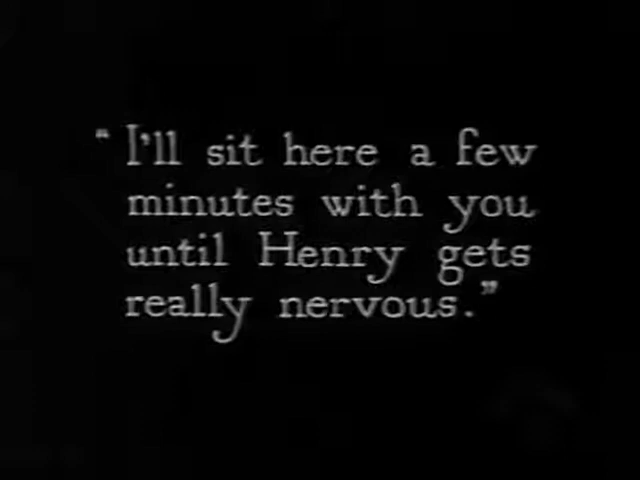 “ I'll sit here a few
minutes with you
until Henry gets
really nervous.”